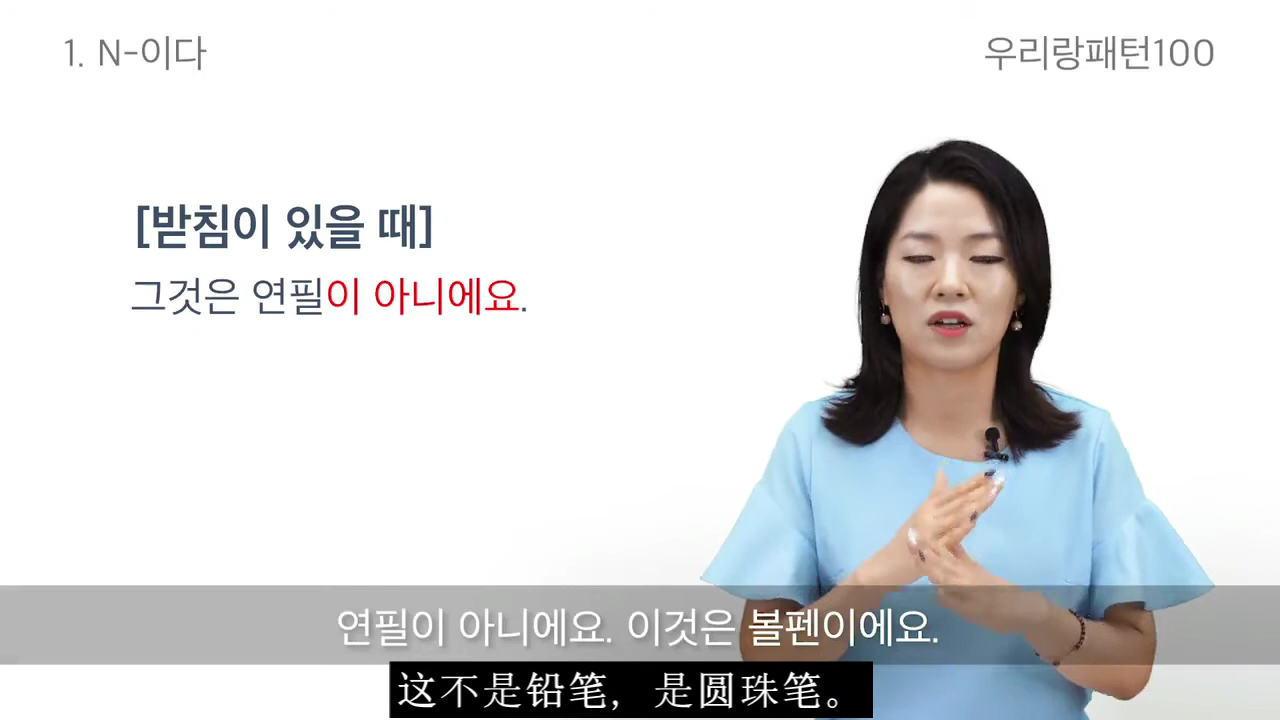 1. N-이다
우리랑패턴100
[받침이 있을 때]
그것은 연필이 아니에요.
연필이 아니에요. 이것은 볼펜이에요.
这不是铅笔，是圆珠笔。